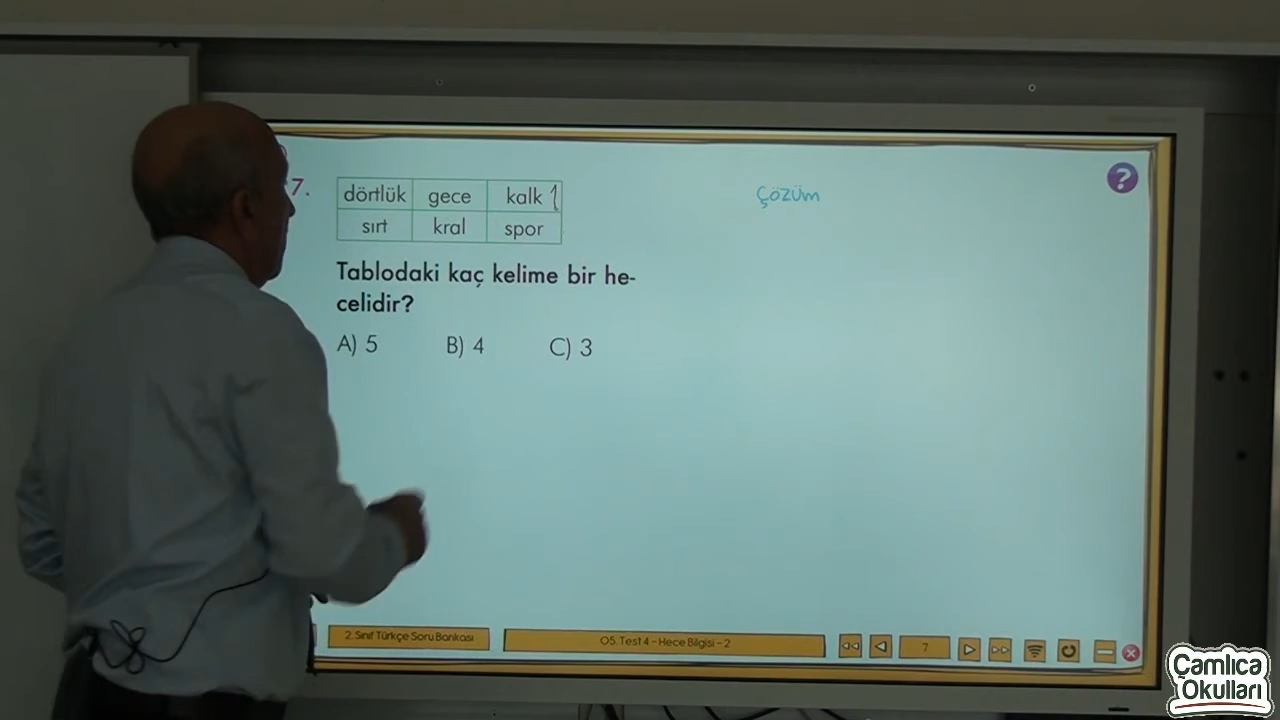 7.
dörtlük gece kalk 1
sırt kral spor
Çözüm
?
Tablodaki kaç kelime bir he-
celidir?
A) 5 B) 4 C) 3
2. Sınıf Türkçe Soru Bankası
05. Test 4 - Hece Bilgisi - 2
7
Çamlıca
Okulları